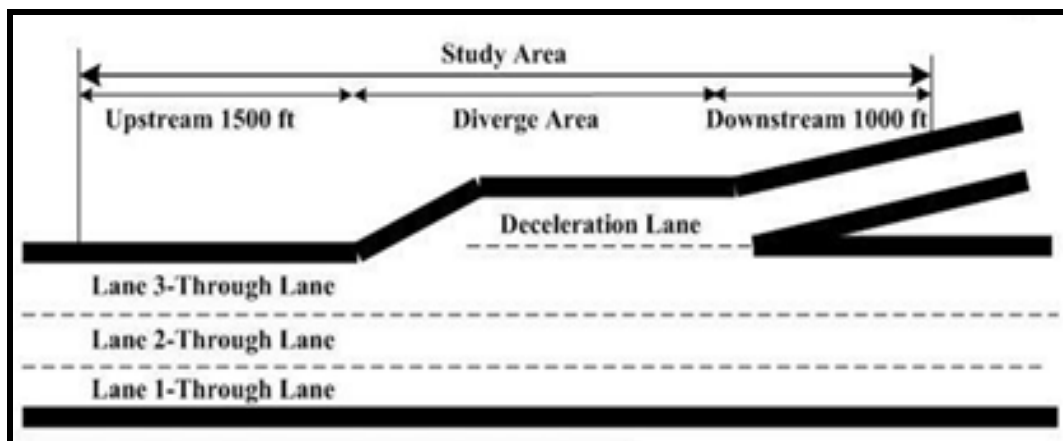 Study Area
Upstream 1500 ft
Diverge Area
Downstream 1000 ft
Deceleration Lane
Lane 3-Through Lane
Lane 2-Through Lane
Lane 1-Through Lane